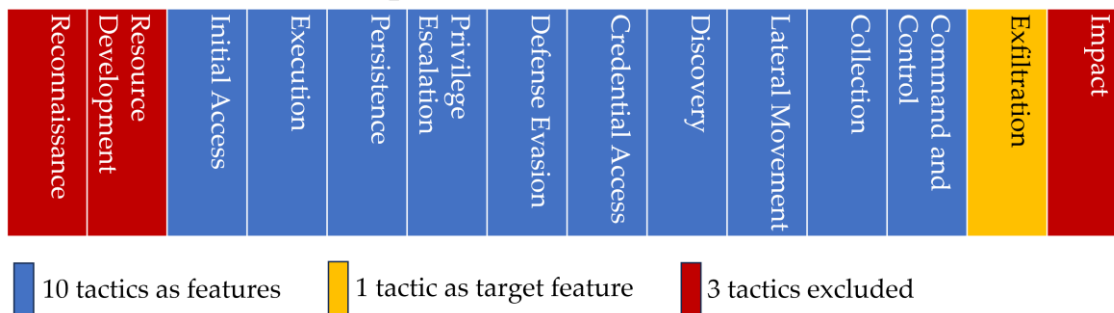 Reconnaissance
Resource
Development
Initial Access
Execution
Persistence
Privilege
Escalation
Defense Evasion
Credential Access
Discovery
Lateral Movement
Collection
Command and
Control
Exfiltration
Impact
10 tactics as features
1 tactic as target feature
3 tactics excluded